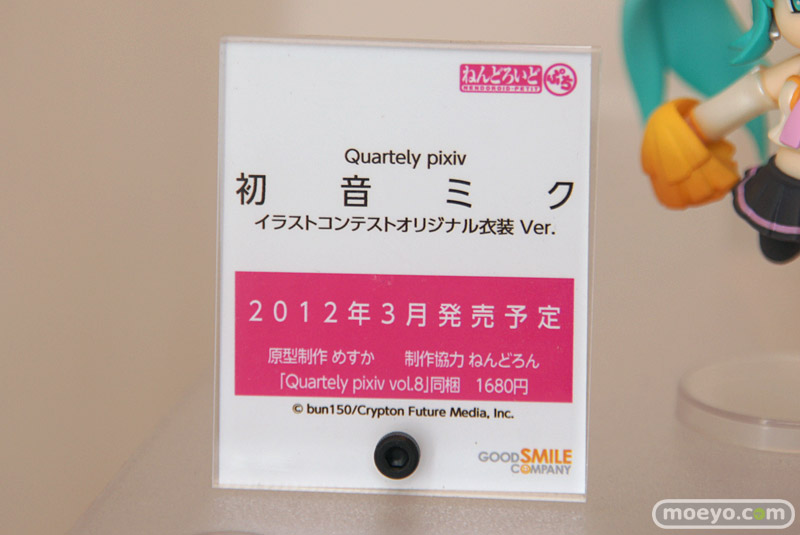 ねんどろいど ぷち
NENDOROID PETIT
Quartely pixiv
初音ミク
イラストコンテストオリジナル衣装 Ver.
2012年3月発売予定
原型制作 めすか 制作協力 ねんどろん
「Quartely pixiv vol.8」同梱 1680円
© bun150/Crypton Future Media, Inc.
GOOD SMILE COMPANY
moeyo.com